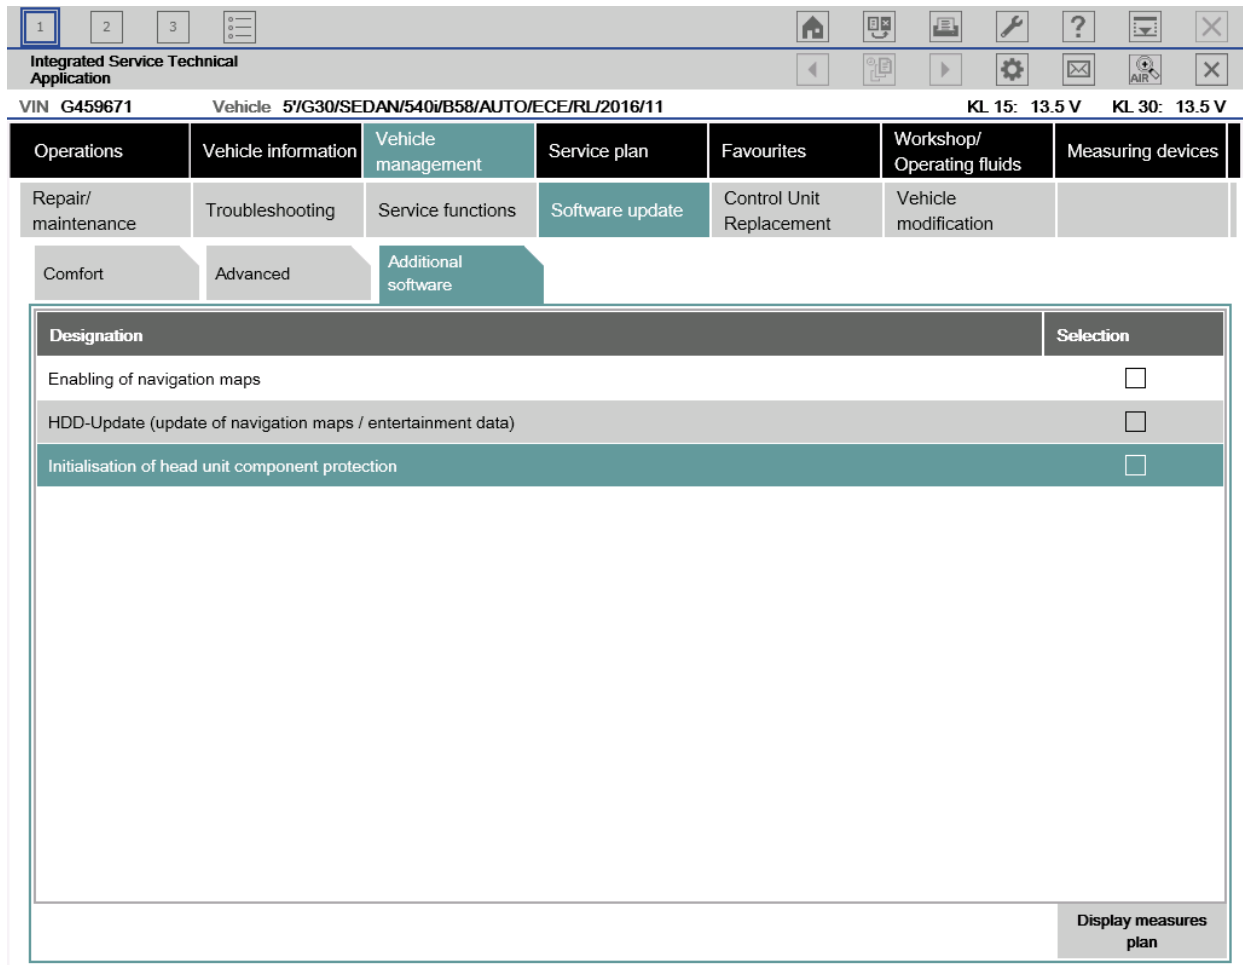 1 2 3
?
Integrated Service Technical
Application
AIR
VIN G459671 Vehicle 5'/G30/SEDAN/540i/B58/AUTO/ECE/RL/2016/11 KL 15: 13.5 V KL 30: 13.5 V
Operations
Vehicle information
Vehicle
management
Service plan
Favourites
Workshop/
Operating fluids
Measuring devices
Repair/
maintenance
Troubleshooting
Service functions
Software update
Control Unit
Replacement
Vehicle
modification
Comfort
Advanced
Additional
software
Designation Selection
Enabling of navigation maps
HDD-Update (update of navigation maps / entertainment data)
Initialisation of head unit component protection
Display measures
plan